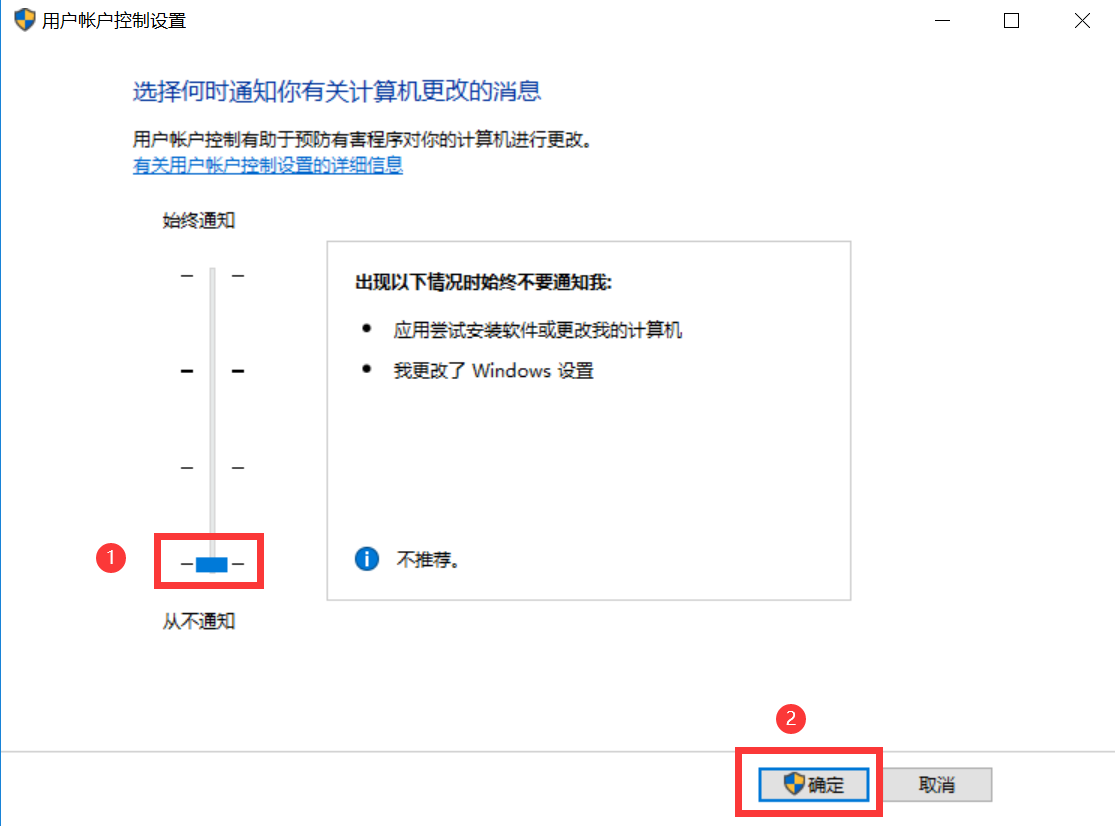 用户帐户控制设置
选择何时通知你有关计算机更改的消息
用户帐户控制有助于预防有害程序对你的计算机进行更改。
有关用户帐户控制设置的详细信息
始终通知
出现以下情况时始终不要通知我:
• 应用尝试安装软件或更改我的计算机
• 我更改了 Windows 设置
1
不推荐。
从不通知
2
确定
取消